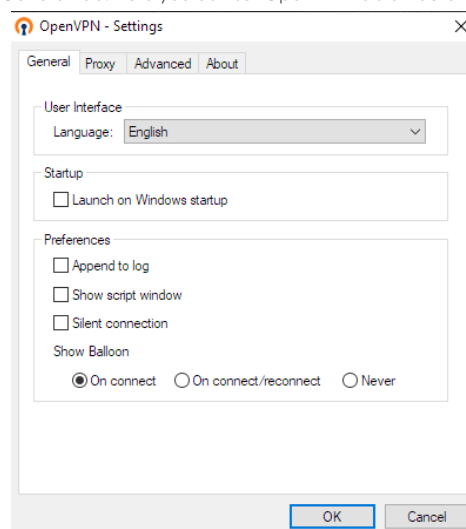 OpenVPN - Settings
General Proxy Advanced About
User Interface
Language: English
Startup
Launch on Windows startup
Preferences
Append to log
Show script window
Silent connection
Show Balloon
On connect On connect/reconnect Never
OK Cancel